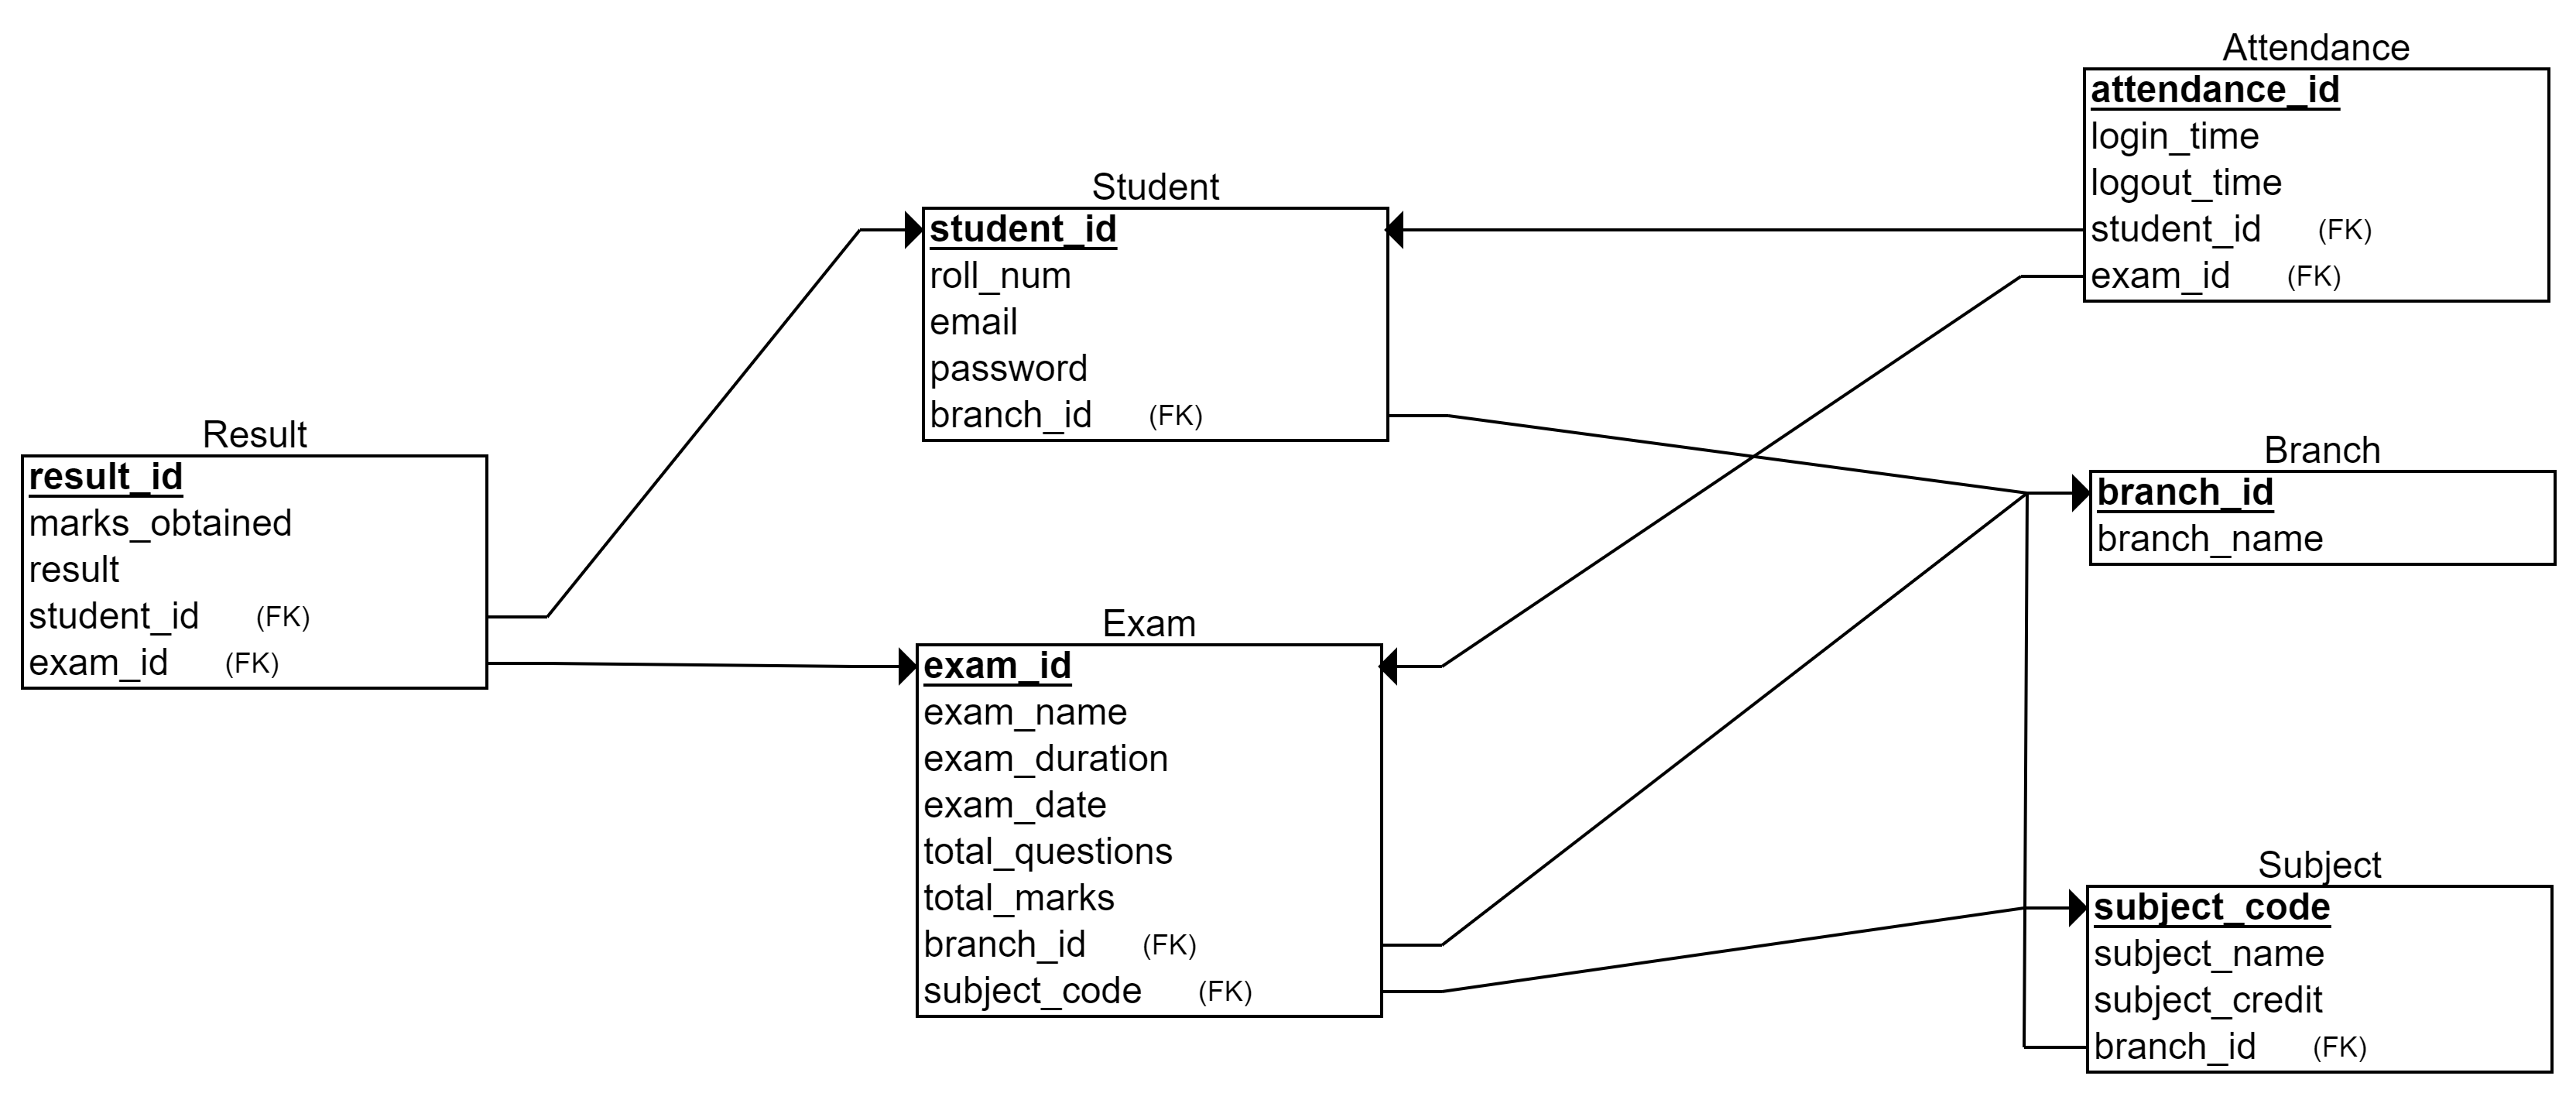 Attendance
attendance_id
login_time
logout_time
student_id (FK)
exam_id (FK)
Student
student_id
roll_num
email
password
branch_id (FK)
Result
result_id
marks_obtained
result
student_id (FK)
exam_id (FK)
Branch
branch_id
branch_name
Exam
exam_id
exam_name
exam_duration
exam_date
total_questions
total_marks
branch_id (FK)
subject_code (FK)
Subject
subject_code
subject_name
subject_credit
branch_id (FK)